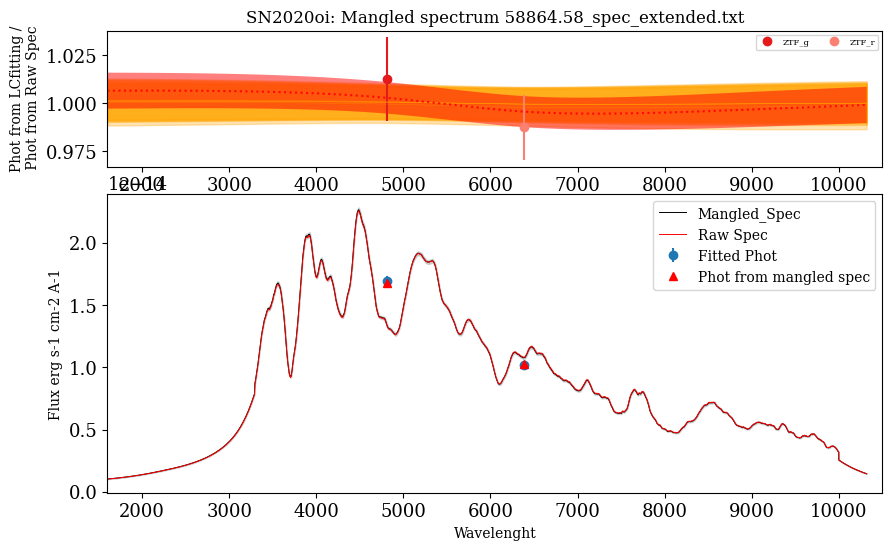 SN2020oi: Mangled spectrum 58864.58_spec_extended.txt
Phot from LCfitting /
Phot from Raw Spec
1.025
1.000
0.975
ZTF_g
ZTF_r
2000 3000 4000 5000 6000 7000 8000 9000 10000
1e−14
Mangled_Spec
Raw Spec
Fitted Phot
Phot from mangled spec
Flux erg s-1 cm-2 A-1
2.0
1.5
1.0
0.5
0.0
2000 3000 4000 5000 6000 7000 8000 9000 10000
Wavelenght